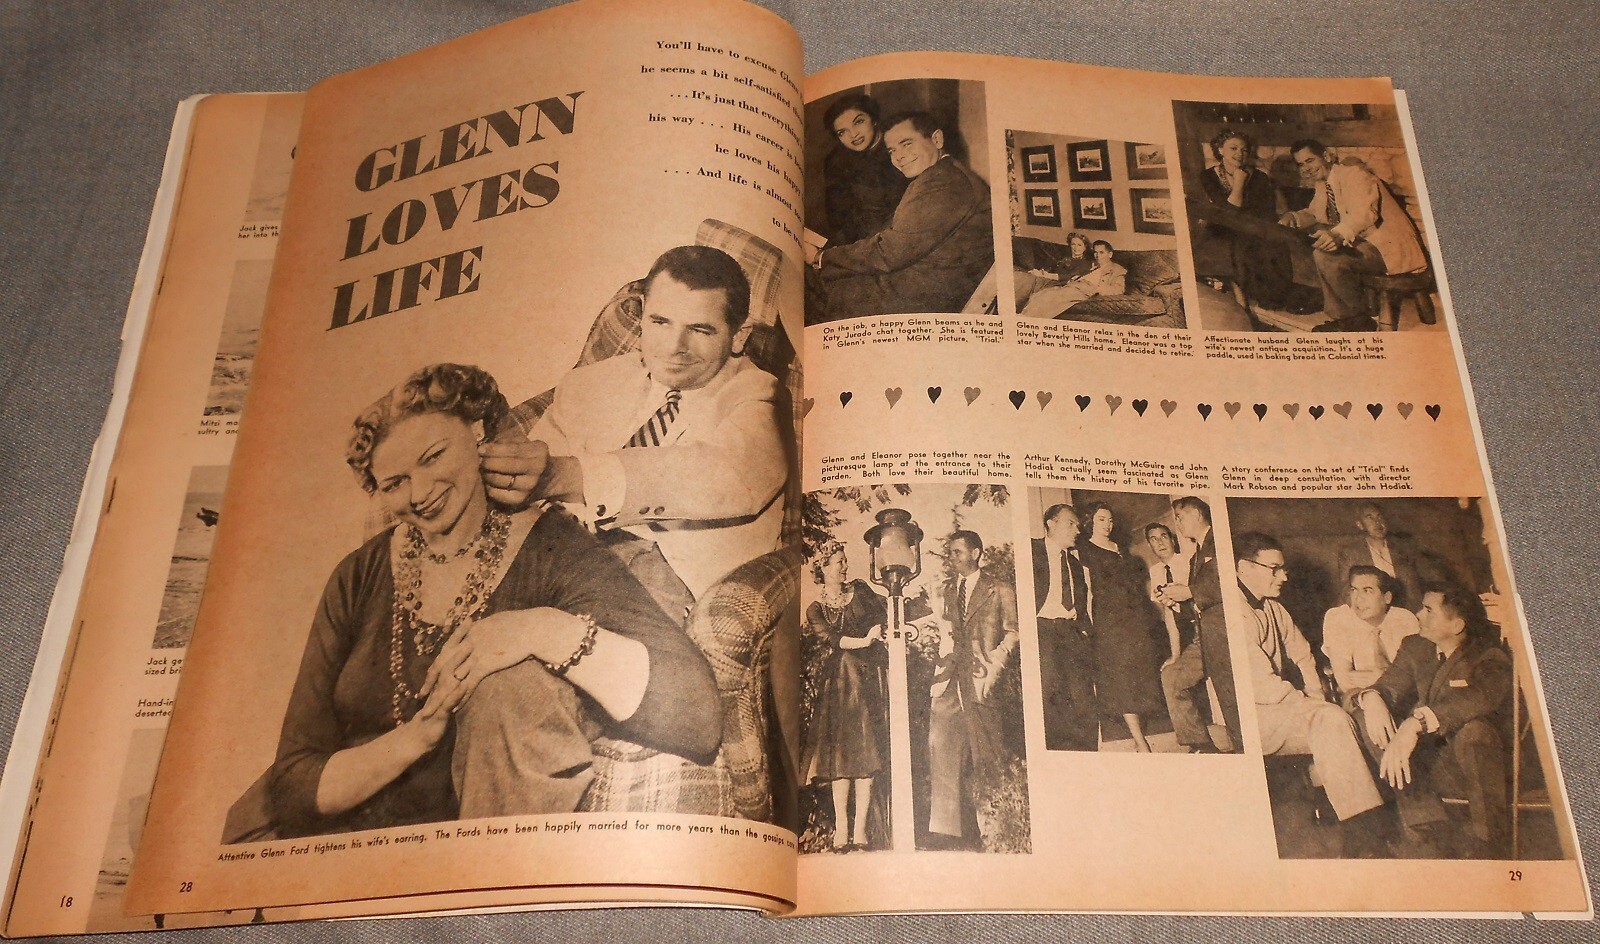 GLENN
LOVES
LIFE
You'll have to excuse
he seems a bit self-satisfied
... It's just that everything
his way ... His career is
he loves his happy
... And life is almost
to be
Attentive Glenn Ford tightens his wife's earring. The Fords have been happily married for more years than the gossips
28
On the job, a happy Glenn beams as he and
Katy Jurado chat together. She is featured
in Glenn's newest MGM picture, "Trial."
Glenn and Eleanor relax in the den of their
lovely Beverly Hills home. Eleanor was a top
star when she married and decided to retire.
Affectionate husband Glenn laughs at his
wife's newest antique acquisition. It's a huge
paddle, used in baking bread in Colonial times.
Glenn and Eleanor pose together near the
picturesque lamp at the entrance to their
garden. Both love their beautiful home.
Arthur Kennedy, Dorothy McGuire and John
Hodiak actually seem fascinated as Glenn
tells them the history of his favorite pipe.
A story conference on the set of "Trial" finds
Glenn in deep consultation with director
Mark Robson and popular star John Hodiak.
29
Jack gives
her into th
Mitzi ma
sultry and
Jack ge
sized bri
Hand-in
deserted
18